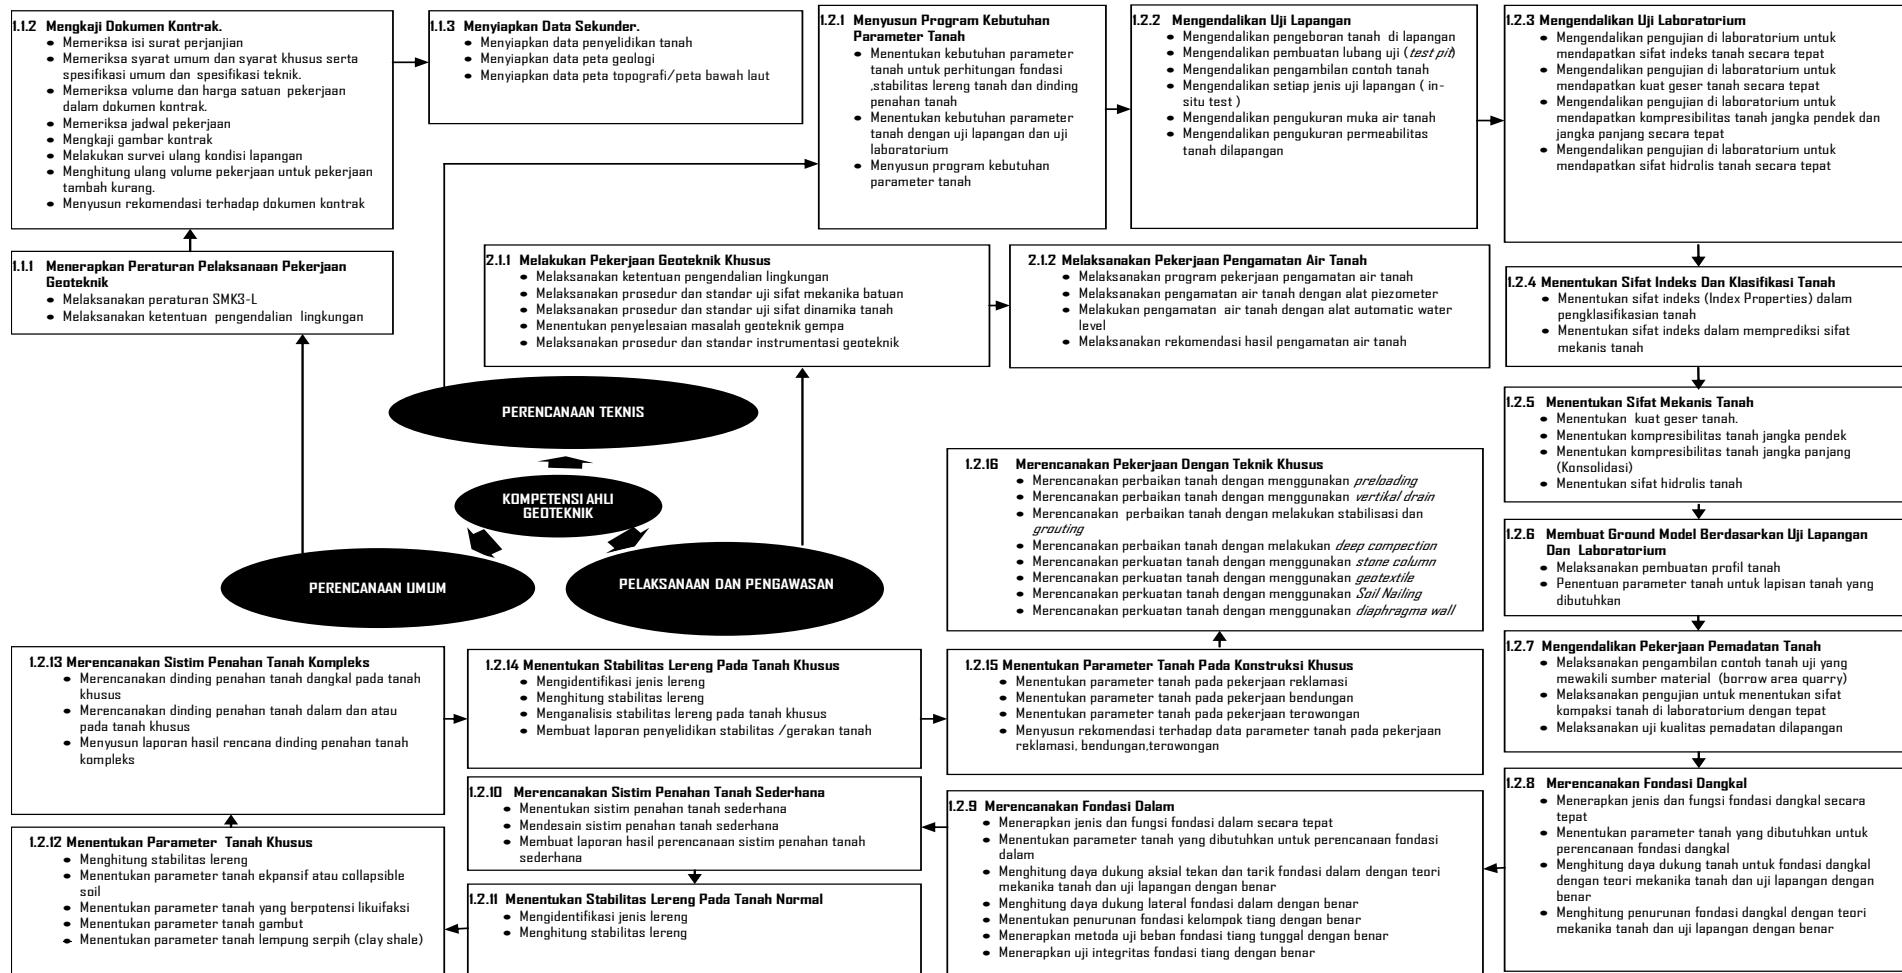 1.1.2 Mengkaji Dokumen Kontrak.
• Memeriksa isi surat perjanjian
• Memeriksa syarat umum dan syarat khusus serta
spesifikasi umum dan spesifikasi teknik.
• Memeriksa volume dan harga satuan pekerjaan
dalam dokumen kontrak.
• Memeriksa jadwal pekerjaan
• Mengkaji gambar kontrak
• Melakukan survei ulang kondisi lapangan
• Menghitung ulang volume pekerjaan untuk pekerjaan
tambah kurang.
• Menyusun rekomendasi terhadap dokumen kontrak
1.1.3 Menyiapkan Data Sekunder.
• Menyiapkan data penyelidikan tanah
• Menyiapkan data peta geologi
• Menyiapkan data peta topografi/peta bawah laut
1.2.1 Menyusun Program Kebutuhan
Parameter Tanah
• Menentukan kebutuhan parameter
tanah untuk perhitungan fondasi
,stabilitas lereng tanah dan dinding
penahan tanah
• Menentukan kebutuhan parameter
tanah dengan uji lapangan dan uji
laboratorium
• Menyusun program kebutuhan
parameter tanah
1.2.2 Mengendalikan Uji Lapangan
• Mengendalikan pengeboran tanah di lapangan
• Mengendalikan pembuatan lubang uji (test pit)
• Mengendalikan pengambilan contoh tanah
• Mengendalikan setiap jenis uji lapangan ( in-
situ test )
• Mengendalikan pengukuran muka air tanah
• Mengendalikan pengukuran permeabilitas
tanah dilapangan
1.2.3 Mengendalikan Uji Laboratorium
• Mengendalikan pengujian di laboratorium untuk
mendapatkan sifat indeks tanah secara tepat
• Mengendalikan pengujian di laboratorium untuk
mendapatkan kuat geser tanah secara tepat
• Mengendalikan pengujian di laboratorium untuk
mendapatkan kompresibilitas tanah jangka pendek dan
jangka panjang secara tepat
• Mengendalikan pengujian di laboratorium untuk
mendapatkan sifat hidrolis tanah secara tepat
1.1.1 Menerapkan Peraturan Pelaksanaan Pekerjaan
Geoteknik
• Melaksanakan peraturan SMK3-L
• Melaksanakan ketentuan pengendalian lingkungan
2.1.1 Melakukan Pekerjaan Geoteknik Khusus
• Melaksanakan ketentuan pengendalian lingkungan
• Melaksanakan prosedur dan standar uji sifat mekanika batuan
• Melaksanakan prosedur dan standar uji sifat dinamika tanah
• Menentukan penyelesaian masalah geoteknik gempa
• Melaksanakan prosedur dan standar instrumentasi geoteknik
2.1.2 Melaksanakan Pekerjaan Pengamatan Air Tanah
• Melaksanakan program pekerjaan pengamatan air tanah
• Melaksanakan pengamatan air tanah dengan alat piezometer
• Melakukan pengamatan air tanah dengan alat automatic water
level
• Melaksanakan rekomendasi hasil pengamatan air tanah
1.2.4 Menentukan Sifat Indeks Dan Klasifikasi Tanah
• Menentukan sifat indeks (Index Properties) dalam
pengklasifikasian tanah
• Menentukan sifat indeks dalam memprediksi sifat
mekanis tanah
PERENCANAAN TEKNIS
KOMPETENSI AHLI
GEOTEKNIK
PERENCANAAN UMUM
PELAKSANAAN DAN PENGAWASAN
1.2.5 Menentukan Sifat Mekanis Tanah
• Menentukan kuat geser tanah.
• Menentukan kompresibilitas tanah jangka pendek
• Menentukan kompresibilitas tanah jangka panjang
(Konsolidasi)
• Menentukan sifat hidrolis tanah
1.2.16 Merencanakan Pekerjaan Dengan Teknik Khusus
• Merencanakan perbaikan tanah dengan menggunakan preloading
• Merencanakan perbaikan tanah dengan menggunakan vertikal drain
• Merencanakan perbaikan tanah dengan melakukan stabilisasi dan
grouting
• Merencanakan perbaikan tanah dengan melakukan deep compection
• Merencanakan perkuatan tanah dengan menggunakan stone column
• Merencanakan perkuatan tanah dengan menggunakan geotextile
• Merencanakan perkuatan tanah dengan menggunakan Soil Nailing
• Merencanakan perkuatan tanah dengan menggunakan diaphragma wall
1.2.6 Membuat Ground Model Berdasarkan Uji Lapangan
Dan Laboratorium
• Melaksanakan pembuatan profil tanah
• Penentuan parameter tanah untuk lapisan tanah yang
dibutuhkan
1.2.7 Mengendalikan Pekerjaan Pemadatan Tanah
• Melaksanakan pengambilan contoh tanah uji yang
mewakili sumber material (borrow area quarry)
• Melaksanakan pengujian untuk menentukan sifat
kompaksi tanah di laboratorium dengan tepat
• Melaksanakan uji kualitas pemadatan dilapangan
1.2.13 Merencanakan Sistim Penahan Tanah Kompleks
• Merencanakan dinding penahan tanah dangkal pada tanah
khusus
• Merencanakan dinding penahan tanah dalam dan atau
pada tanah khusus
• Menyusun laporan hasil rencana dinding penahan tanah
kompleks
1.2.14 Menentukan Stabilitas Lereng Pada Tanah Khusus
• Mengidentifikasi jenis lereng
• Menghitung stabilitas lereng
• Menganalisis stabilitas lereng pada tanah khusus
• Membuat laporan penyelidikan stabilitas /gerakan tanah
1.2.15 Menentukan Parameter Tanah Pada Konstruksi Khusus
• Menentukan parameter tanah pada pekerjaan reklamasi
• Menentukan parameter tanah pada pekerjaan bendungan
• Menentukan parameter tanah pada pekerjaan terowongan
• Menyusun rekomendasi terhadap data parameter tanah pada pekerjaan
reklamasi, bendungan,terowongan
1.2.10 Merencanakan Sistim Penahan Tanah Sederhana
• Menentukan sistim penahan tanah sederhana
• Mendesain sistim penahan tanah sederhana
• Membuat laporan hasil perencanaan sistim penahan tanah
sederhana
1.2.9 Merencanakan Fondasi Dalam
• Menerapkan jenis dan fungsi fondasi dalam secara tepat
• Menentukan parameter tanah yang dibutuhkan untuk perencanaan fondasi
dalam
• Menghitung daya dukung aksial tekan dan tarik fondasi dalam dengan teori
mekanika tanah dan uji lapangan dengan benar
• Menghitung daya dukung lateral fondasi dalam dengan benar
• Menentukan penurunan fondasi kelompok tiang dengan benar
• Menerapkan metoda uji beban fondasi tiang tunggal dengan benar
• Menerapkan uji integritas fondasi tiang dengan benar
1.2.8 Merencanakan Fondasi Dangkal
• Menerapkan jenis dan fungsi fondasi dangkal secara
tepat
• Menentukan parameter tanah yang dibutuhkan untuk
perencanaan fondasi dangkal
• Menghitung daya dukung tanah untuk fondasi dangkal
dengan teori mekanika tanah dan uji lapangan dengan
benar
• Menghitung penurunan fondasi dangkal dengan teori
mekanika tanah dan uji lapangan dengan benar
1.2.12 Menentukan Parameter Tanah Khusus
• Menghitung stabilitas lereng
• Menentukan parameter tanah ekpansif atau collapsible
soil
• Menentukan parameter tanah yang berpotensi likuifaksi
• Menentukan parameter tanah gambut
• Menentukan parameter tanah lempung serpih (clay shale)
1.2.11 Menentukan Stabilitas Lereng Pada Tanah Normal
• Mengidentifikasi jenis lereng
• Menghitung stabilitas lereng